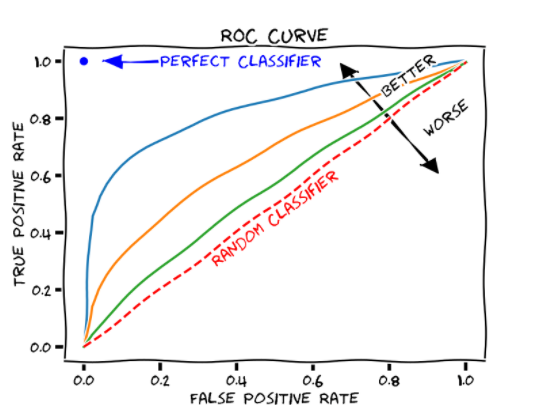 ROC CURVE
PERFECT CLASSIFIER
BETTER
WORSE
RANDOM CLASSIFIER
TRUE POSITIVE RATE
1.0
0.8
0.6
0.4
0.2
0.0
0.0 0.2 0.4 0.6 0.8 1.0
FALSE POSITIVE RATE